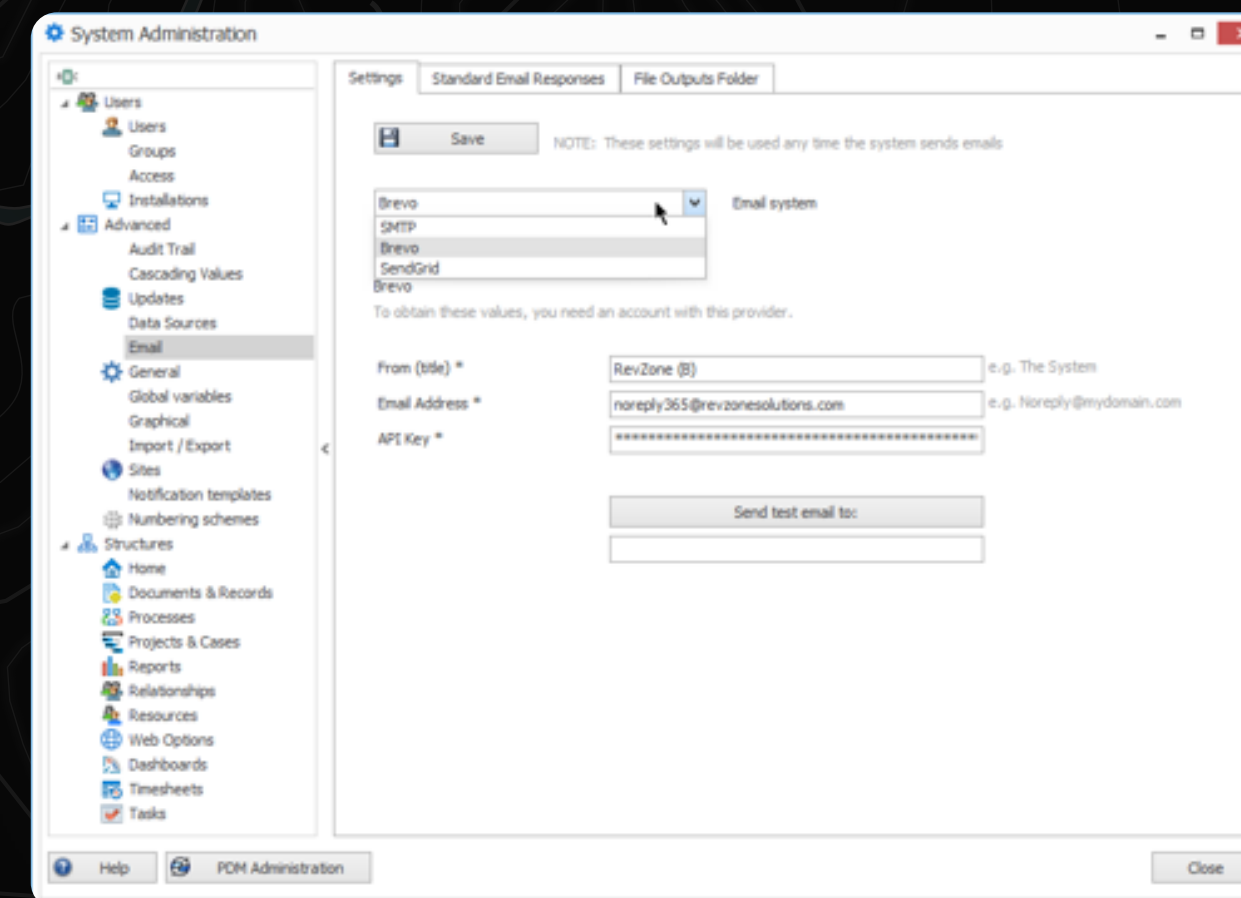 System Administration
Users
Users
Groups
Access
Installations
Advanced
Audit Trail
Cascading Values
Updates
Data Sources
Email
General
Global variables
Graphical
Import / Export
Sites
Notification templates
Numbering schemes
Structures
Home
Documents & Records
Processes
Projects & Cases
Reports
Relationships
Resources
Web Options
Dashboards
Timesheets
Tasks
Settings Standard Email Responses File Outputs Folder
Save NOTE: These settings will be used any time the system sends emails
Brevo Email system
SMTP
Brevo
SendGrid
Brevo
To obtain these values, you need an account with this provider.
From (title) * RevZone (B) e.g. The System
Email Address * noreply365@revzonesolutions.com e.g. Noreply@mydomain.com
API Key *
Send test email to:
Help PDM Administration Close